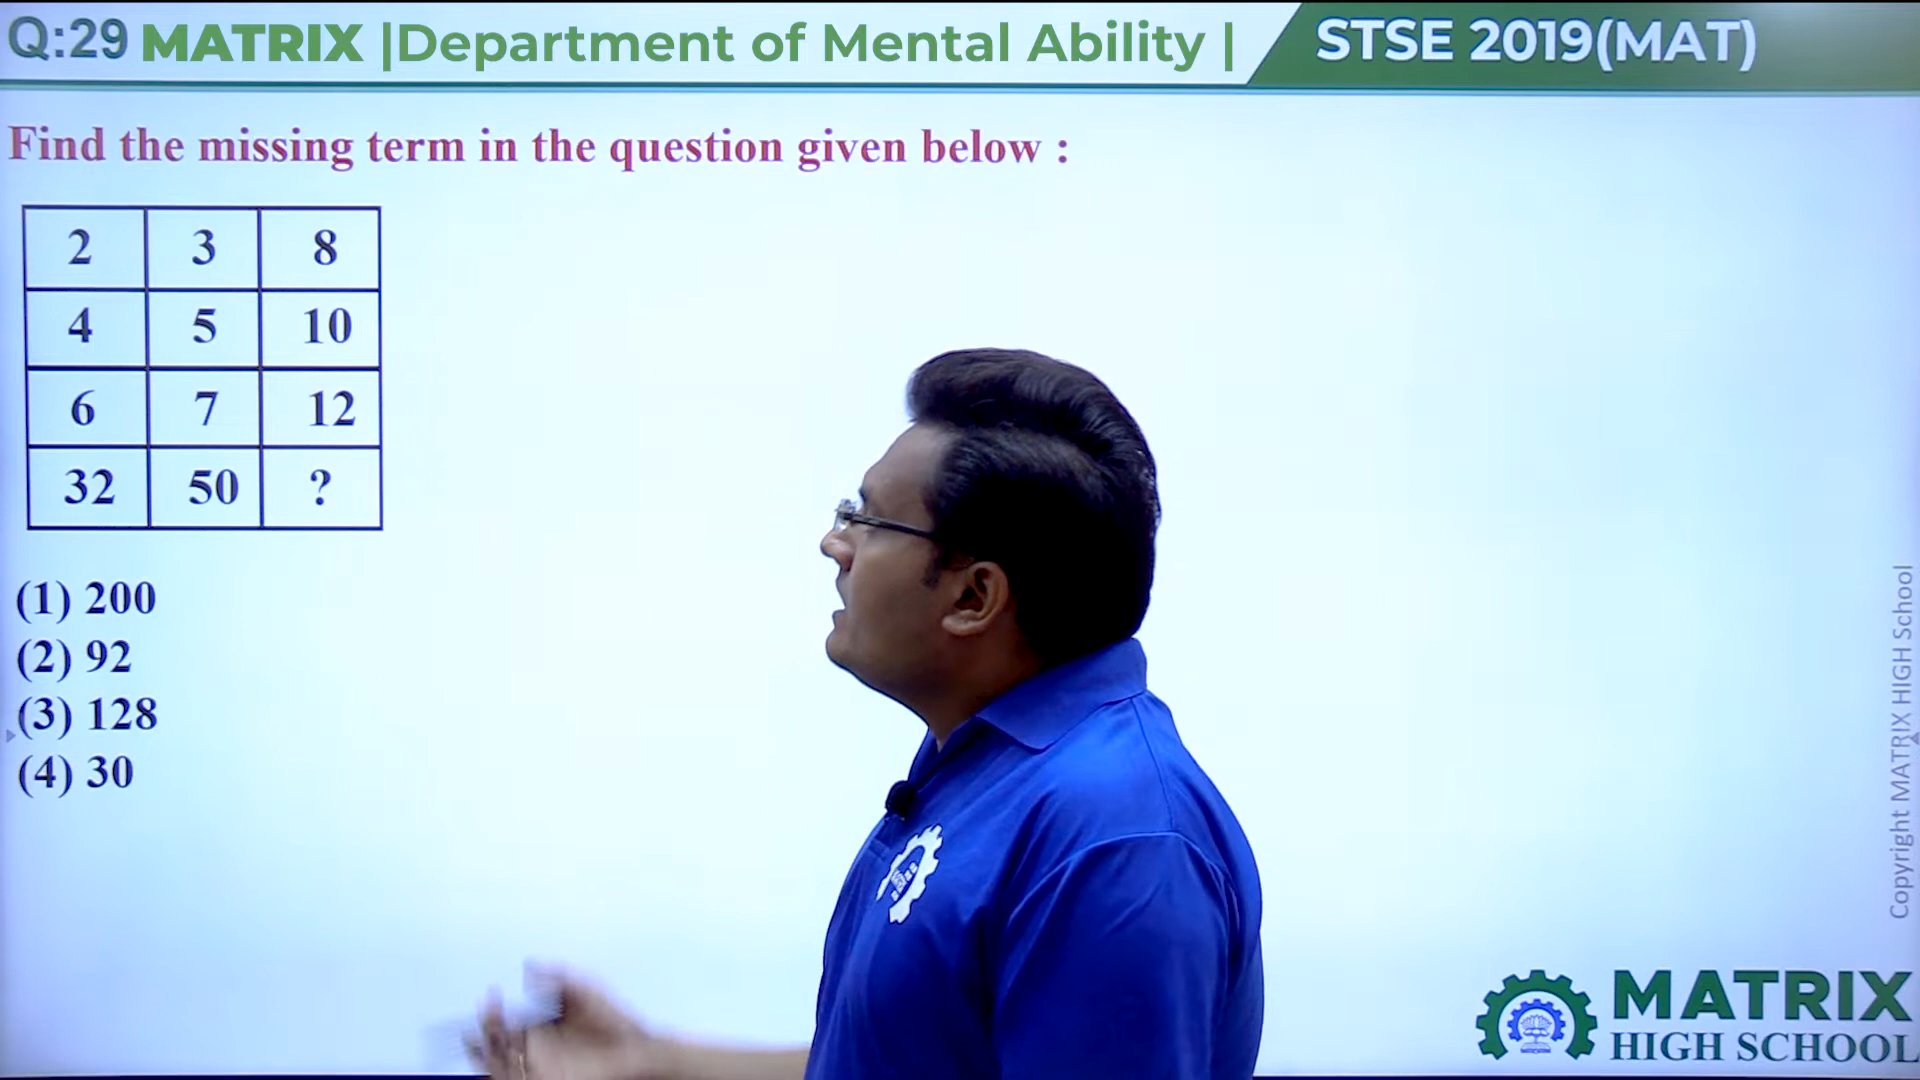 Q:29 MATRIX |Department of Mental Ability | STSE 2019(MAT)
Find the missing term in the question given below :
2 3 8
4 5 10
6 7 12
32 50 ?
(1) 200
(2) 92
(3) 128
(4) 30
Copyright MATRIX HIGH School
MATRIX
HIGH SCHOOL